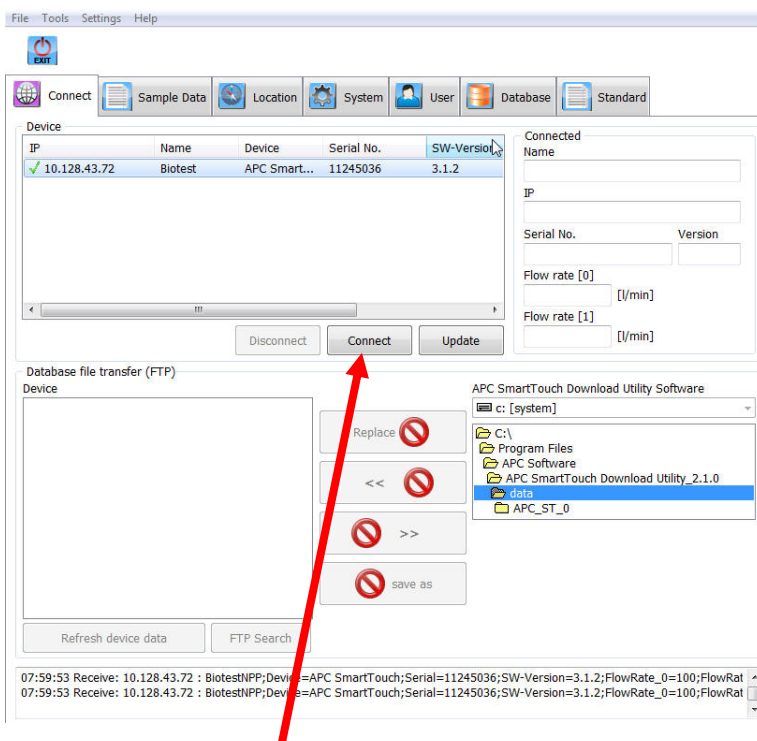 File Tools Settings Help
EXIT
Connect Sample Data Location System User Database Standard
Device
IP Name Device Serial No. SW-Version
10.128.43.72 Biotest APC Smart... 11245036 3.1.2
Disconnect Connect Update
Connected
Name
IP
Serial No. Version
Flow rate [0]
[l/min]
Flow rate [1]
[l/min]
Database file transfer (FTP)
Device
Replace
<<
>>
save as
Refresh device data FTP Search
APC SmartTouch Download Utility Software
c: [system]
C:\
Program Files
APC Software
APC SmartTouch Download Utility_2.1.0
data
APC_ST_0
07:59:53 Receive: 10.128.43.72 : BiotestNPP;Device=APC SmartTouch;Serial=11245036;SW-Version=3.1.2;FlowRate_0=100;FlowRat
07:59:53 Receive: 10.128.43.72 : BiotestNPP;Device=APC SmartTouch;Serial=11245036;SW-Version=3.1.2;FlowRate_0=100;FlowRat